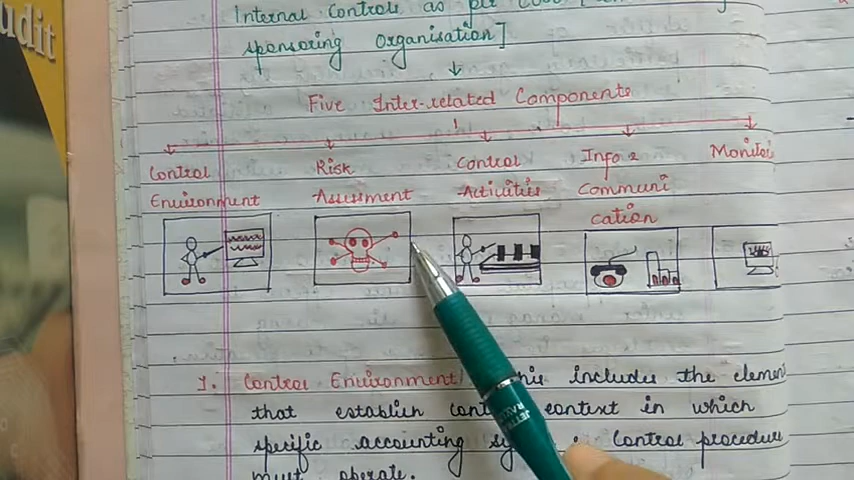 udit
Internal Controls as per
sponsoring Organisation]
Five Inter-related Components
Control Environment
Risk Assessment
Control Activities
Info & Communi cation
Monitor
1. Control Environment This includes the element
that establish context in which
specific accounting Control procedure
must operate.